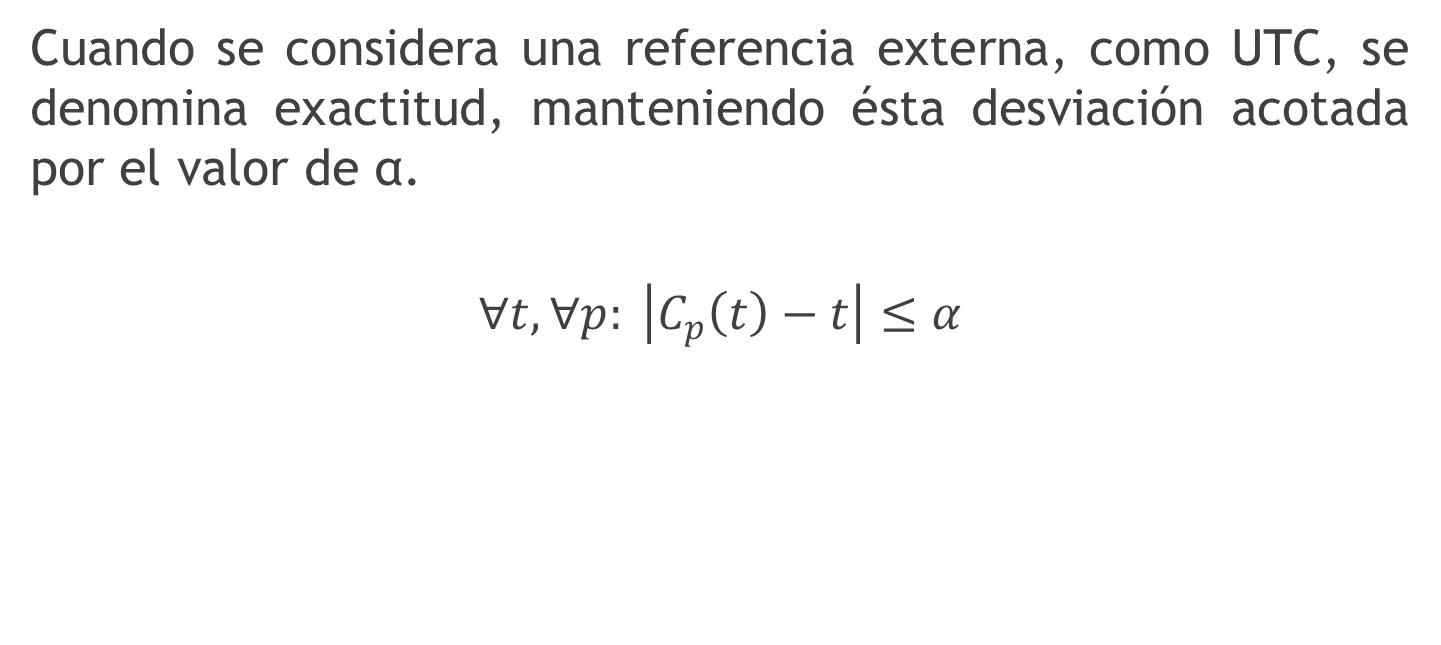 Cuando se considera una referencia externa, como UTC, se
denomina exactitud, manteniendo ésta desviación acotada
por el valor de α.
∀t, ∀p: |Cₚ(t) − t| ≤ α